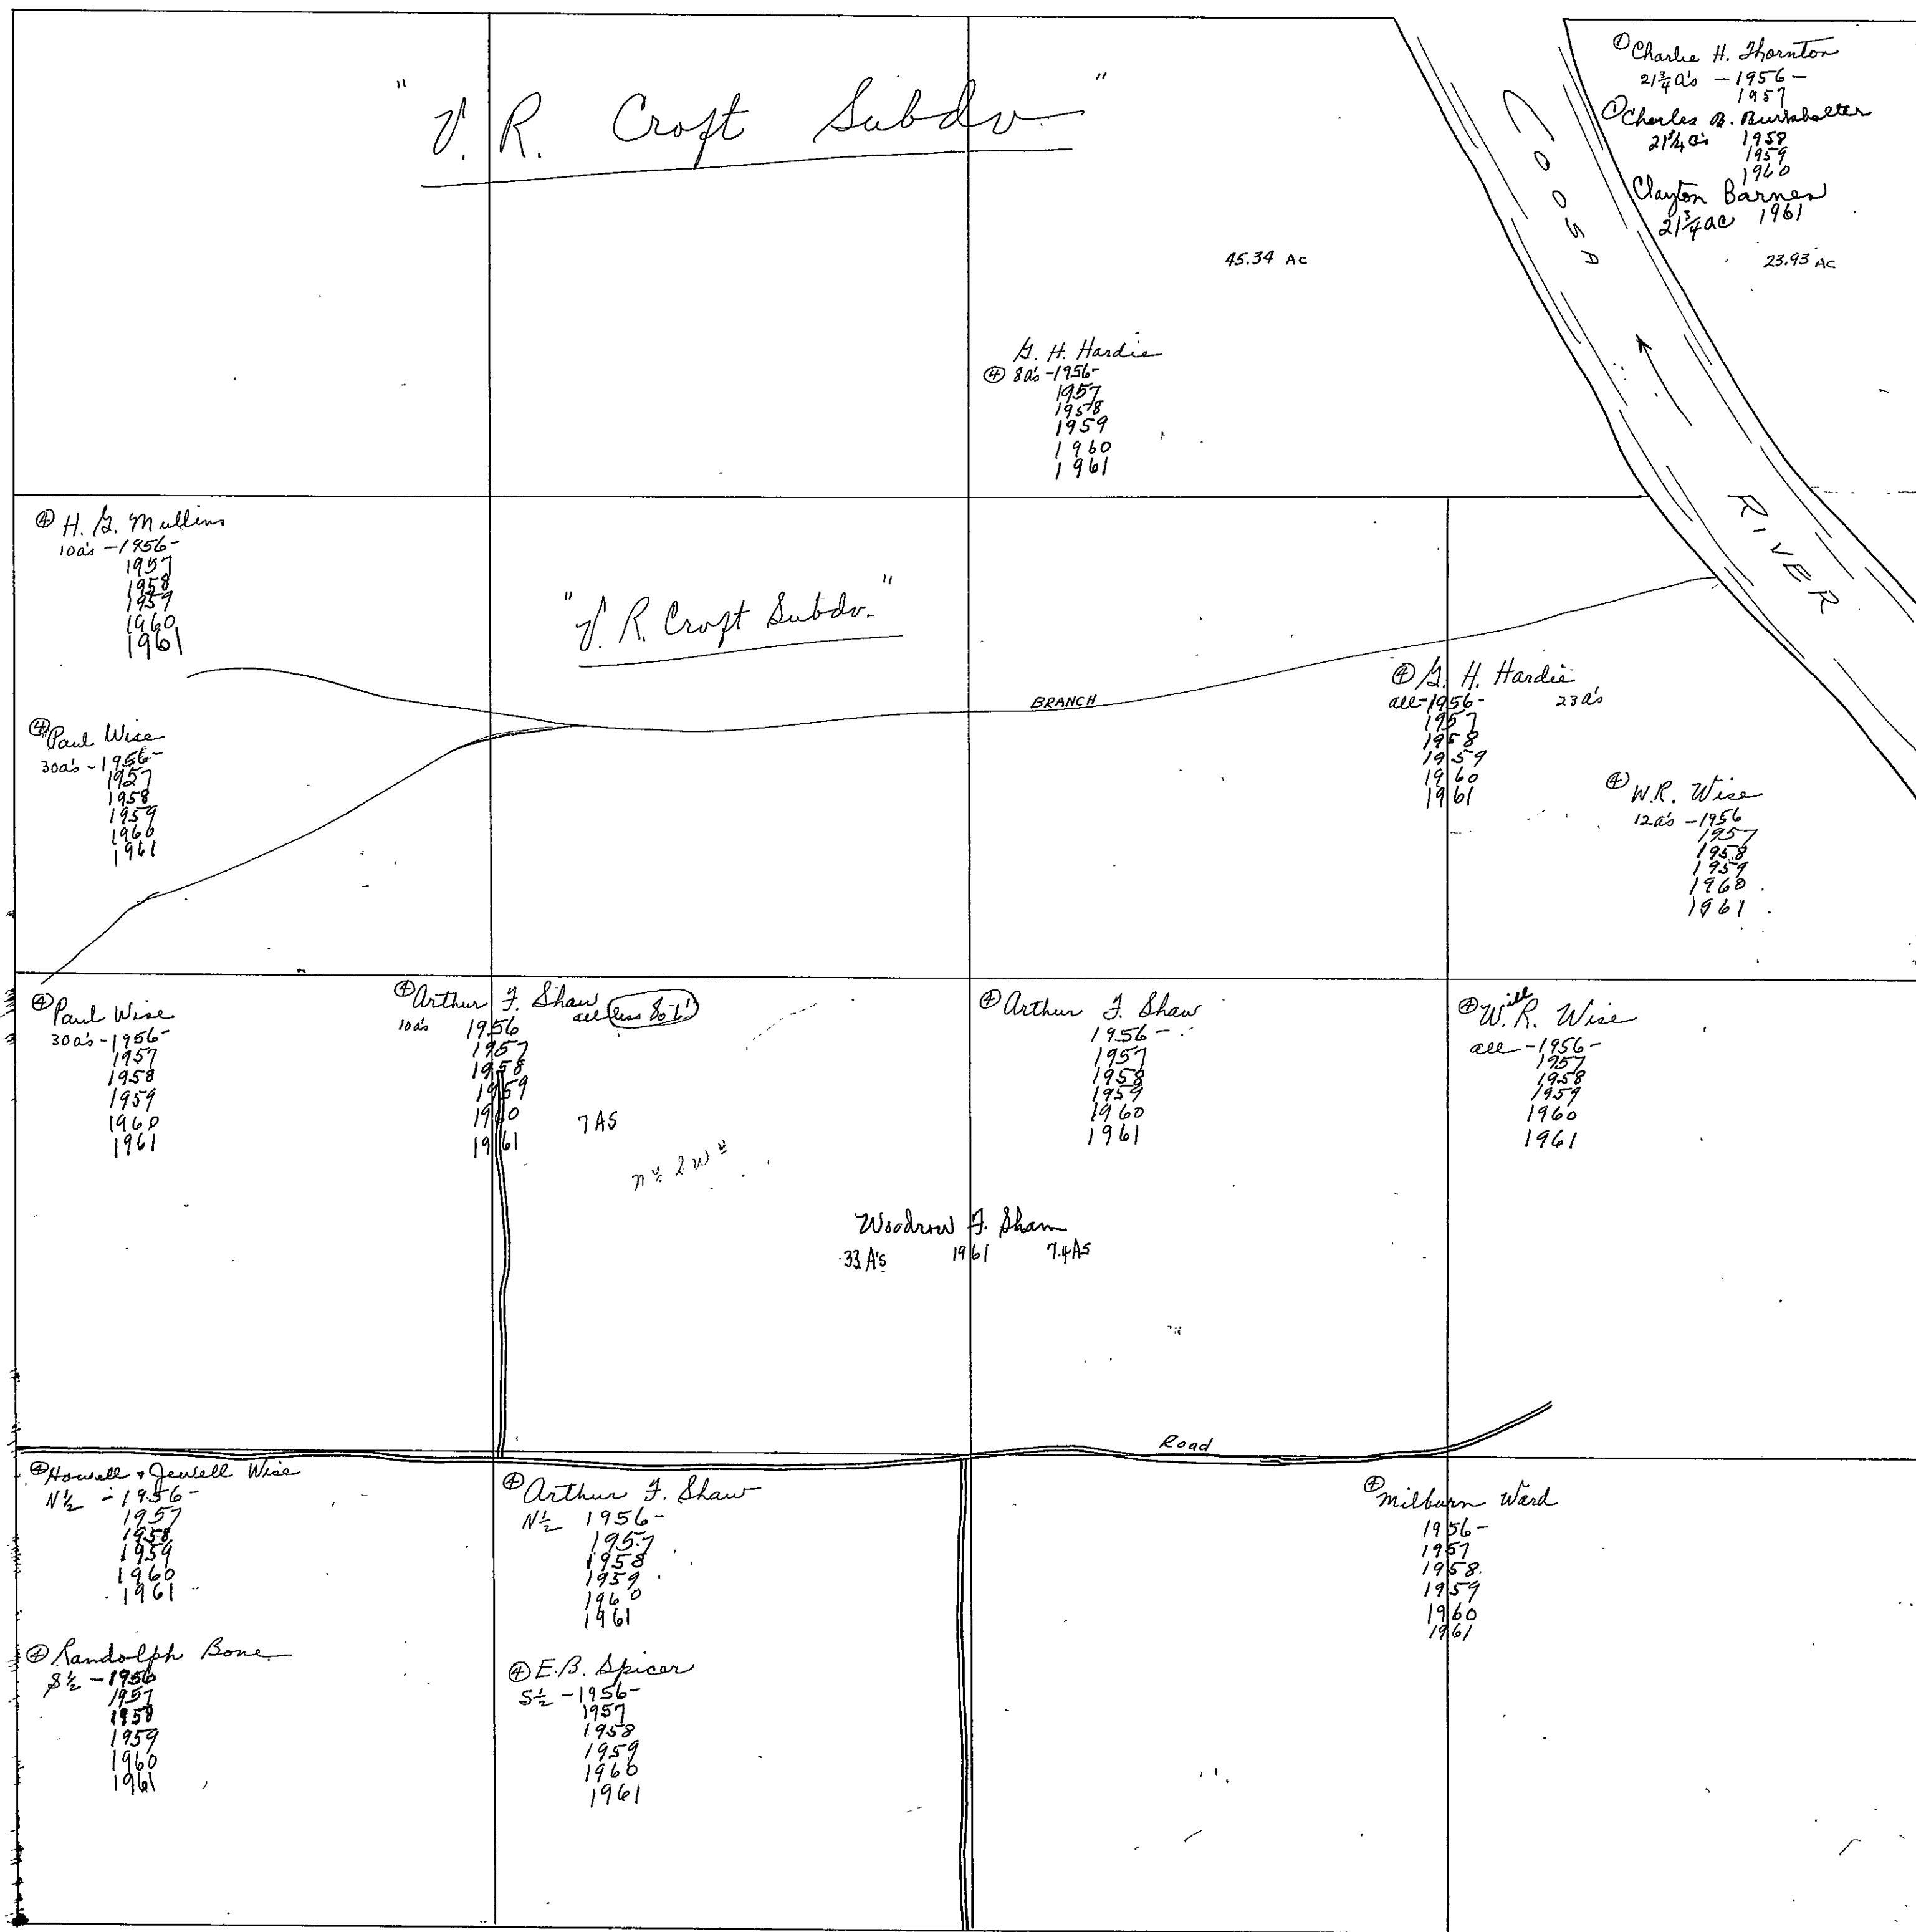 "V. R. Croft Subdv."
① Charlie H. Thornton
21¾ a's - 1956 -
1957
① Charles B. Burkhalter
21¾ a's 1958
1959
1960
Clayton Barnes
21¾ ac 1961
23.93 Ac
COOSA
RIVER
45.34 Ac
G. H. Hardie
④ 8 a's - 1956 -
1957
1958
1959
1960
1961
④ H. G. Mullins
10 a's - 1956 -
1957
1958
1959
1960
1961
"V. R. Croft Subdv."
BRANCH
④ Paul Wise
30 a's - 1956 -
1957
1958
1959
1960
1961
④ G. H. Hardie
all - 1956 - 23 a's
1957
1958
1959
1960
1961
④ W.R. Wise
12 a's - 1956
1957
1958
1959
1960
1961
④ Paul Wise
30 a's - 1956 -
1957
1958
1959
1960
1961
④ Arthur F. Shaw
10 a's 1956 all less
1957
1958
1959
1960
1961
7 AS
④ Arthur F. Shaw
1956 -
1957
1958
1959
1960
1961
④ Will R. Wise
all - 1956 -
1957
1958
1959
1960
1961
Woodrow F. Shaw
33 A's 1961 7.4 AS
Road
④ Howell & Jewell Wise
N½ - 1956 -
1957
1958
1959
1960
1961
④ Randolph Bone
S½ - 1956
1957
1958
1959
1960
1961
④ Arthur F. Shaw
N½ 1956 -
1957
1958
1959
1960
1961
④ E.B. Spicer
S½ - 1956 -
1957
1958
1959
1960
1961
④ Milburn Ward
1956 -
1957
1958
1959
1960
1961